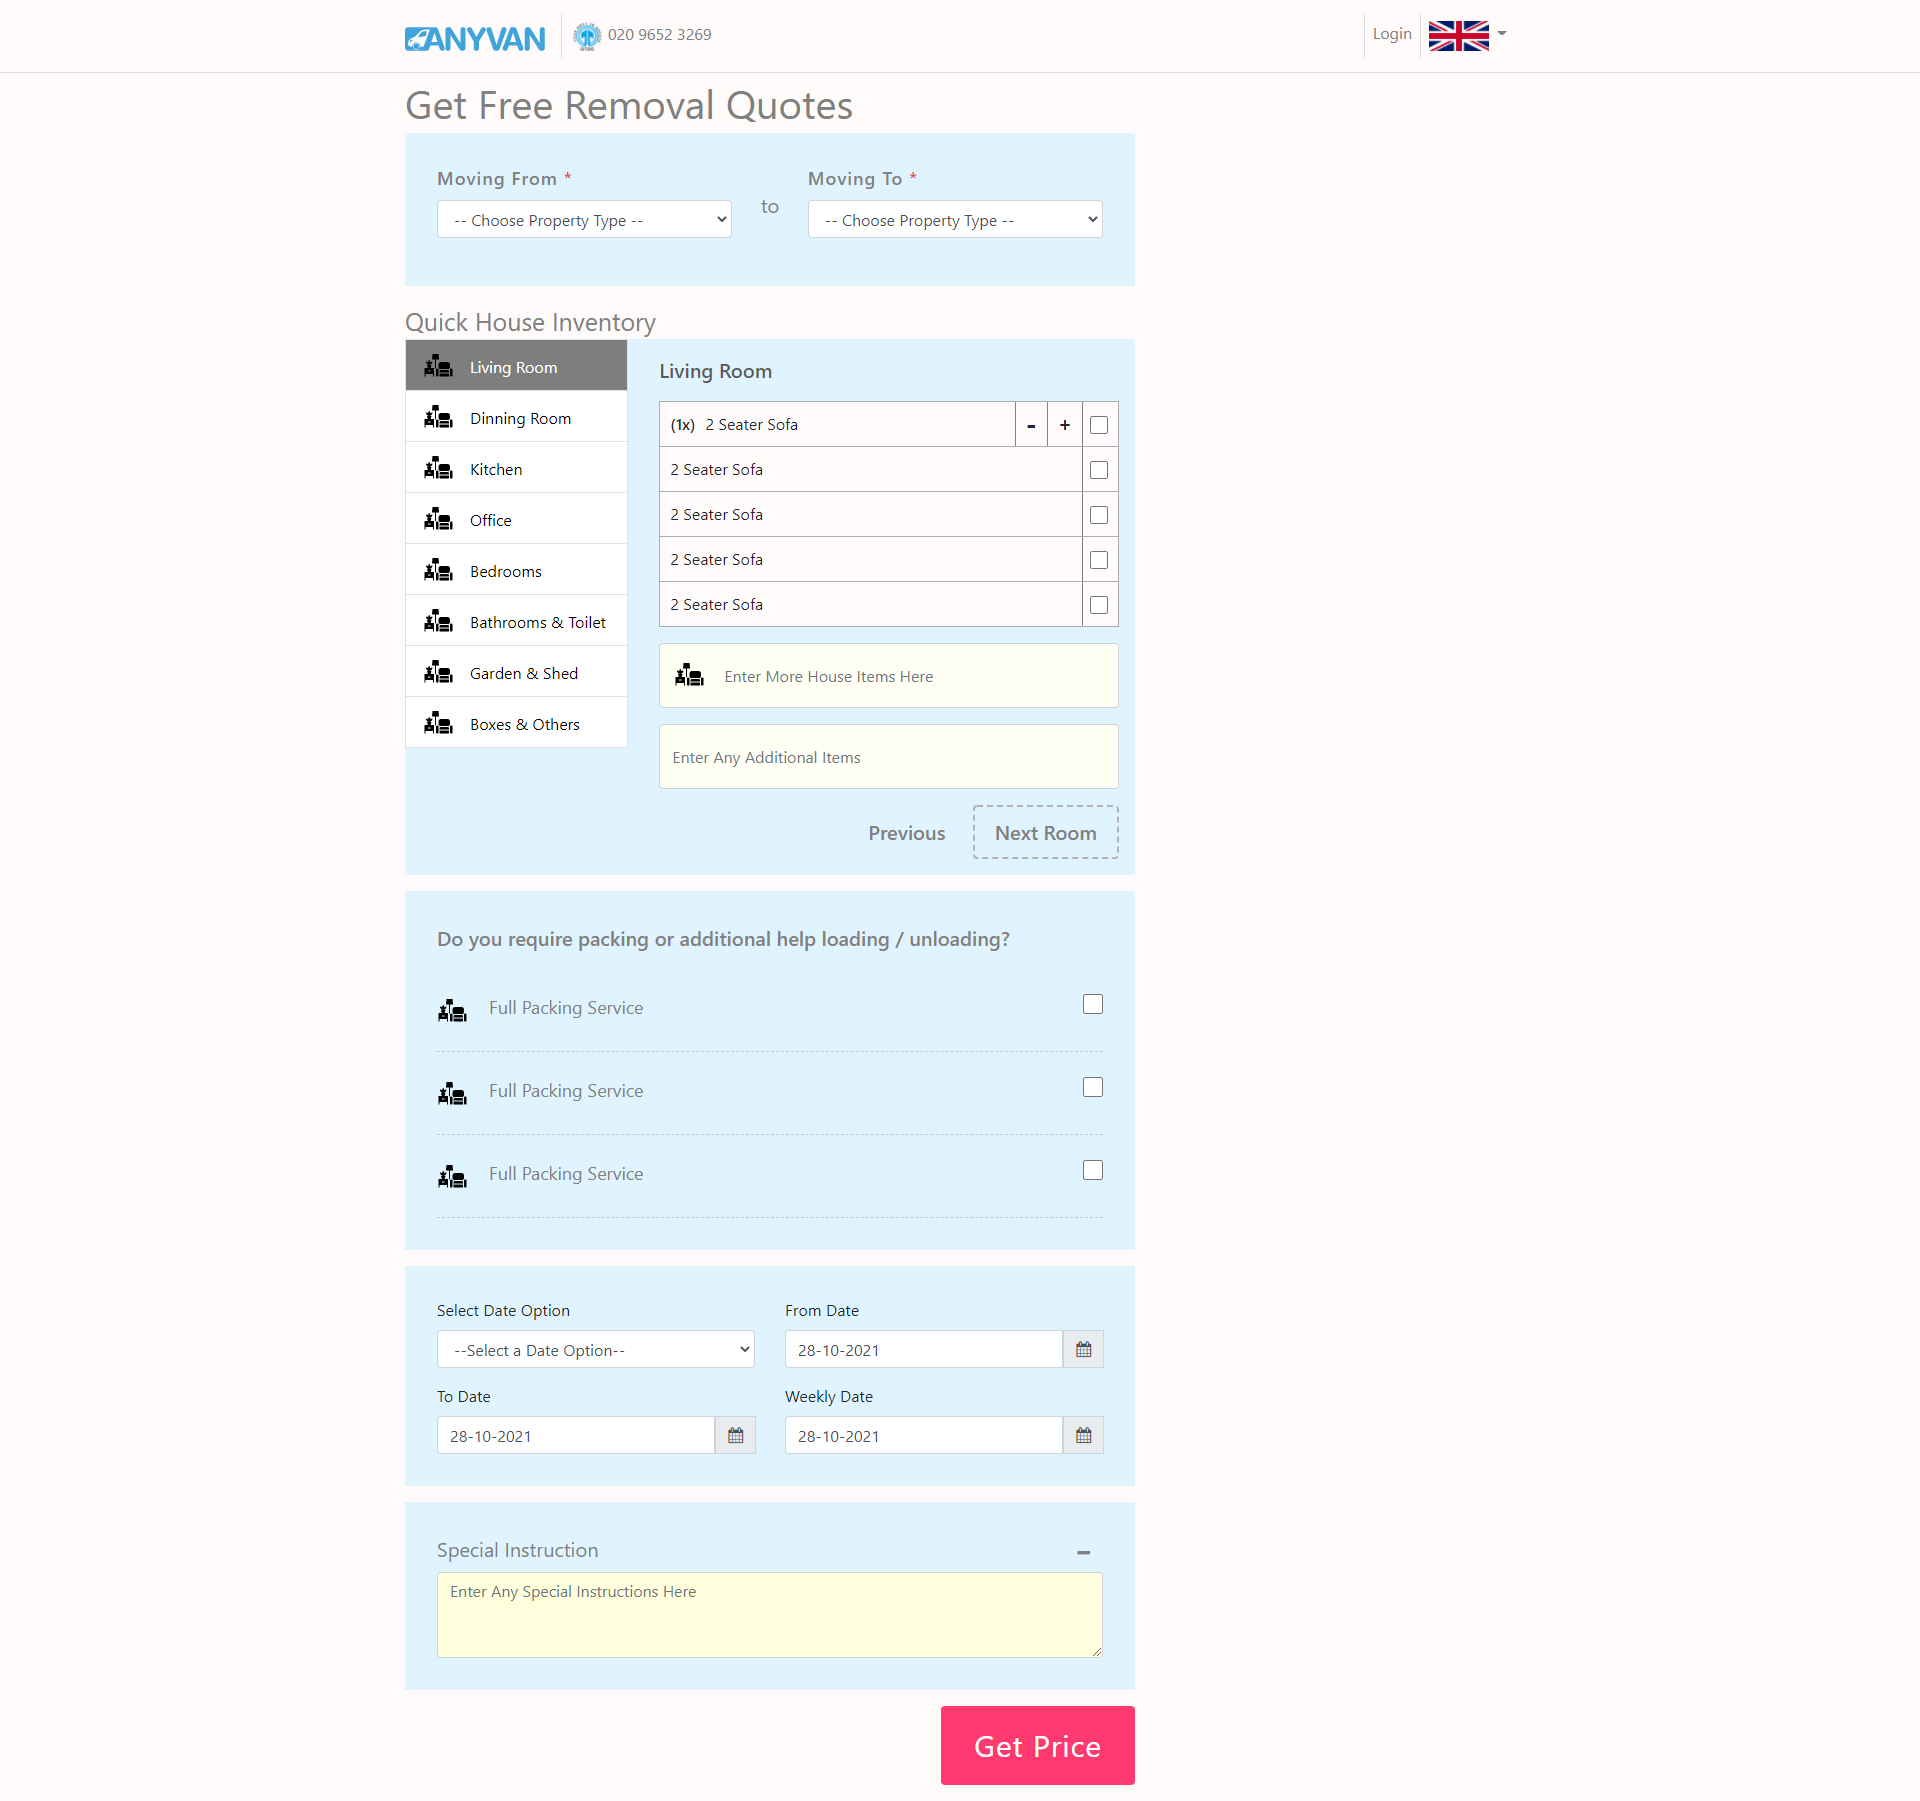 ANYVAN
020 9652 3269
Login
Get Free Removal Quotes
Moving From *
Moving To *
-- Choose Property Type --
to
-- Choose Property Type --
Quick House Inventory
Living Room
Dinning Room
Kitchen
Office
Bedrooms
Bathrooms & Toilet
Garden & Shed
Boxes & Others
Living Room
(1x) 2 Seater Sofa - +
2 Seater Sofa
2 Seater Sofa
2 Seater Sofa
2 Seater Sofa
Enter More House Items Here
Enter Any Additional Items
Previous
Next Room
Do you require packing or additional help loading / unloading?
Full Packing Service
Full Packing Service
Full Packing Service
Select Date Option
From Date
--Select a Date Option--
28-10-2021
To Date
Weekly Date
28-10-2021
28-10-2021
Special Instruction
Enter Any Special Instructions Here
Get Price